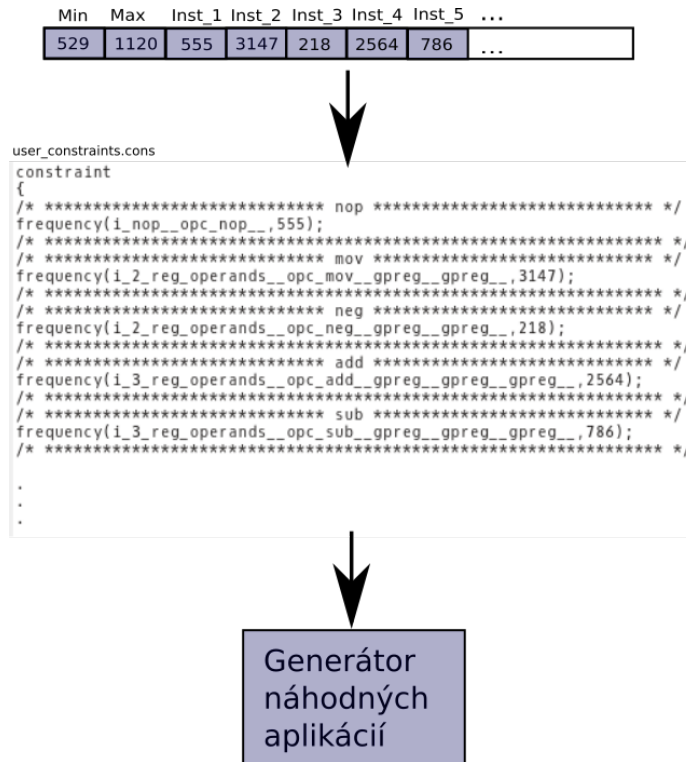 Min Max Inst_1 Inst_2 Inst_3 Inst_4 Inst_5 ...
529 1120 555 3147 218 2564 786 ...
user_constraints.cons
constraint
{
/* ***************************** nop ***************************** */
frequency(i_nop__opc_nop__,555);
/* **************************************************************** */
/* ***************************** mov ***************************** */
frequency(i_2_reg_operands__opc_mov__gpreg__gpreg__,3147);
/* **************************************************************** */
/* ***************************** neg ***************************** */
frequency(i_2_reg_operands__opc_neg__gpreg__gpreg__,218);
/* **************************************************************** */
/* ***************************** add ***************************** */
frequency(i_3_reg_operands__opc_add__gpreg__gpreg__gpreg__,2564);
/* **************************************************************** */
/* ***************************** sub ***************************** */
frequency(i_3_reg_operands__opc_sub__gpreg__gpreg__gpreg__,786);
/* **************************************************************** */
.
.
.
Generátor
náhodných
aplikácií